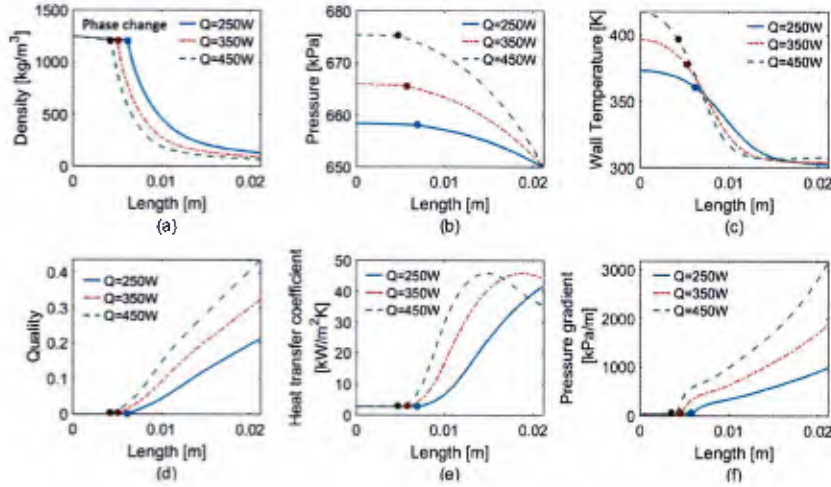 Phase change
Q=250W
Q=350W
Q=450W
Density [kg/m³]
1500
1000
500
0
0
0.01
0.02
Length [m]
(a)
Q=250W
Q=350W
Q=450W
Pressure [kPa]
680
670
660
650
0
0.01
0.02
Length [m]
(b)
Q=250W
Q=350W
Q=450W
Wall Temperature [K]
400
350
300
0
0.01
0.02
Length [m]
(c)
Q=250W
Q=350W
Q=450W
Quality
0.4
0.3
0.2
0.1
0
0
0.01
0.02
Length [m]
(d)
Q=250W
Q=350W
Q=450W
Heat transfer coefficient
[kW/m²K]
50
40
30
20
10
0
0
0.01
0.02
Length [m]
(e)
Q=250W
Q=350W
Q=450W
Pressure gradient
[kPa/m]
3000
2000
1000
0
0
0.01
0.02
Length [m]
(f)